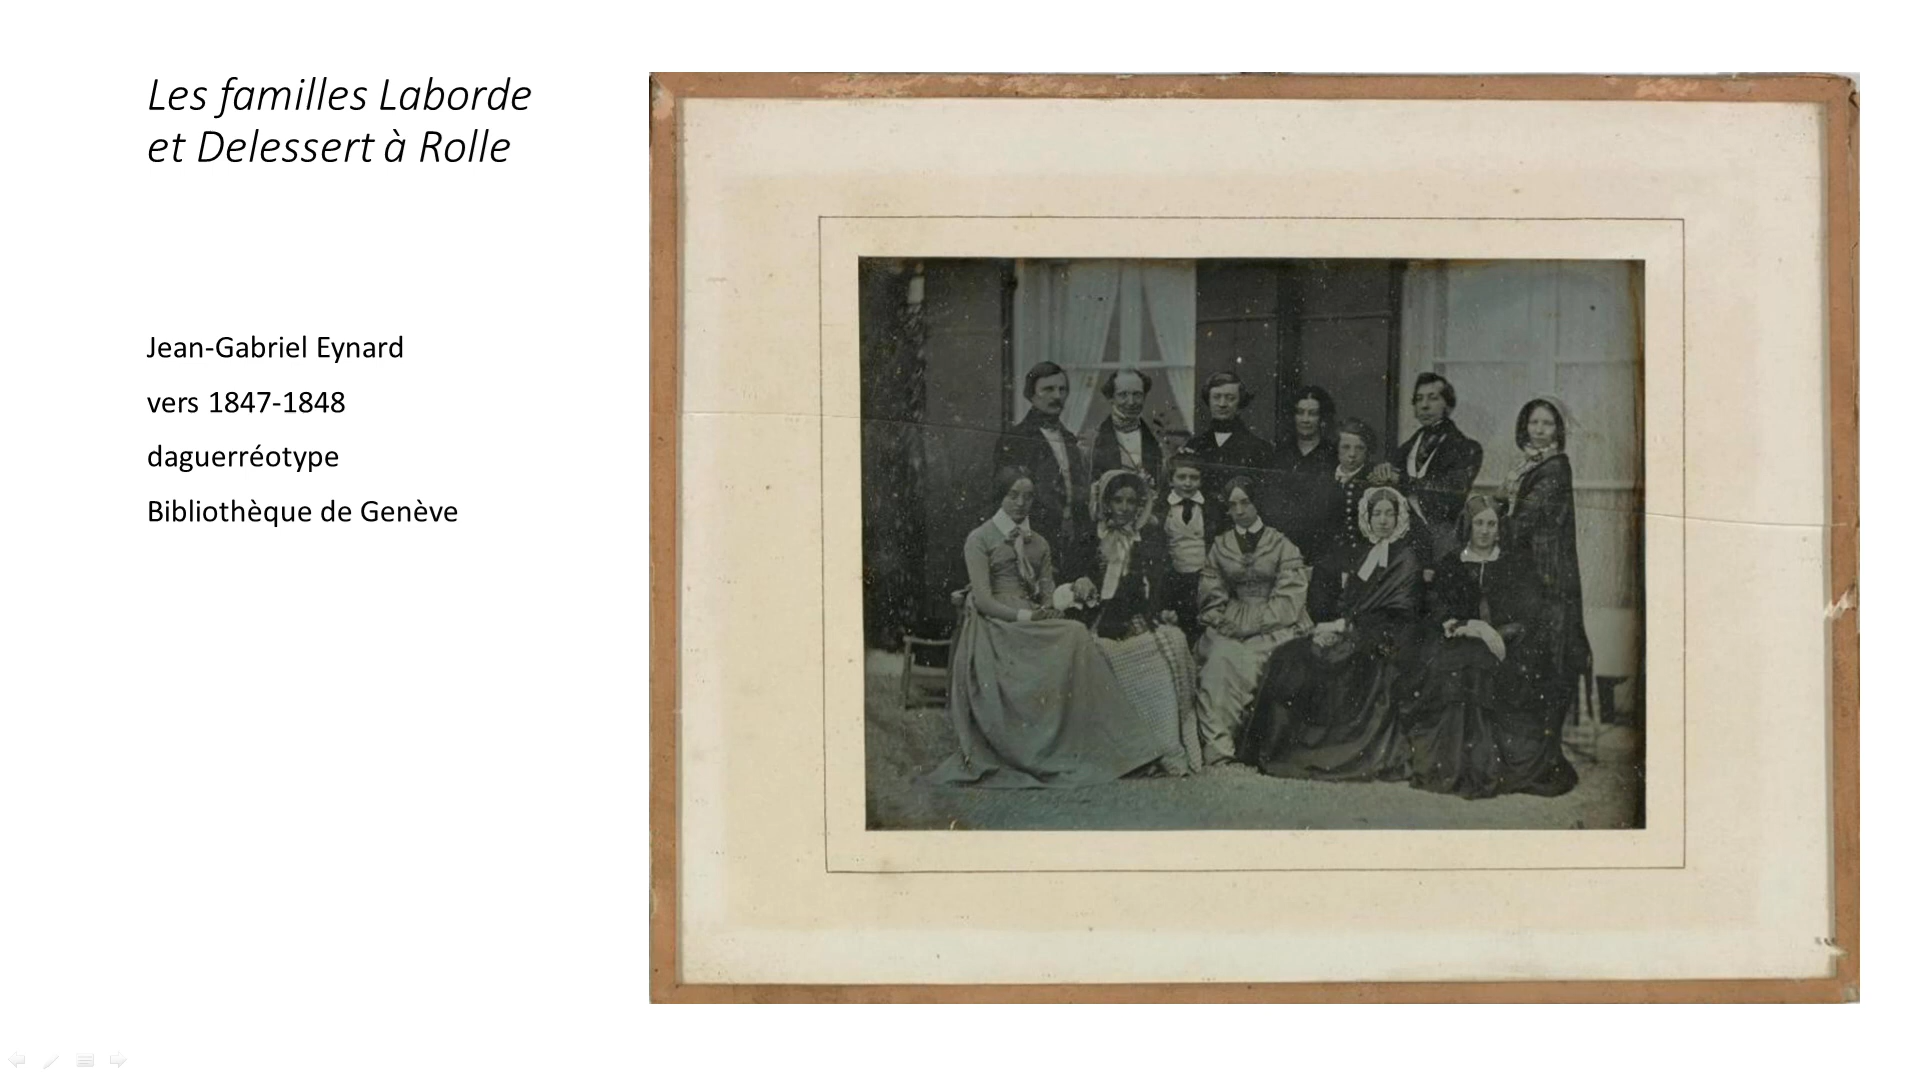 Les familles Laborde
et Delessert à Rolle
Jean-Gabriel Eynard
vers 1847-1848
daguerréotype
Bibliothèque de Genève